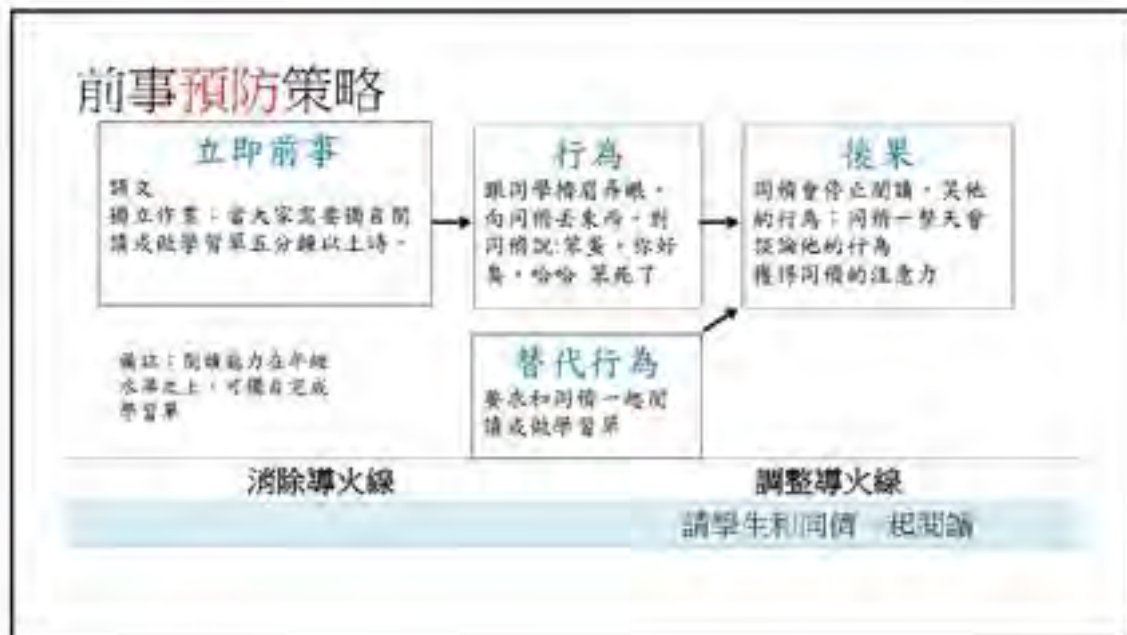 前事預防策略
立即前事
語文
獨立作業：當大家需要獨自閱
讀或做學習單五分鐘以上時。
行為
跟同學擠眉弄眼，
向同儕丟東西，對
同儕說:笨蛋，你好
臭，哈哈 笨死了
後果
同儕會停止閱讀，笑他
的行為；同儕一整天會
談論他的行為
獲得同儕的注意力
備註：閱讀能力在年級
水準之上，可獨自完成
學習單
替代行為
要求和同儕一起閱
讀或做學習單
消除導火線
調整導火線
請學生和同儕一起閱讀